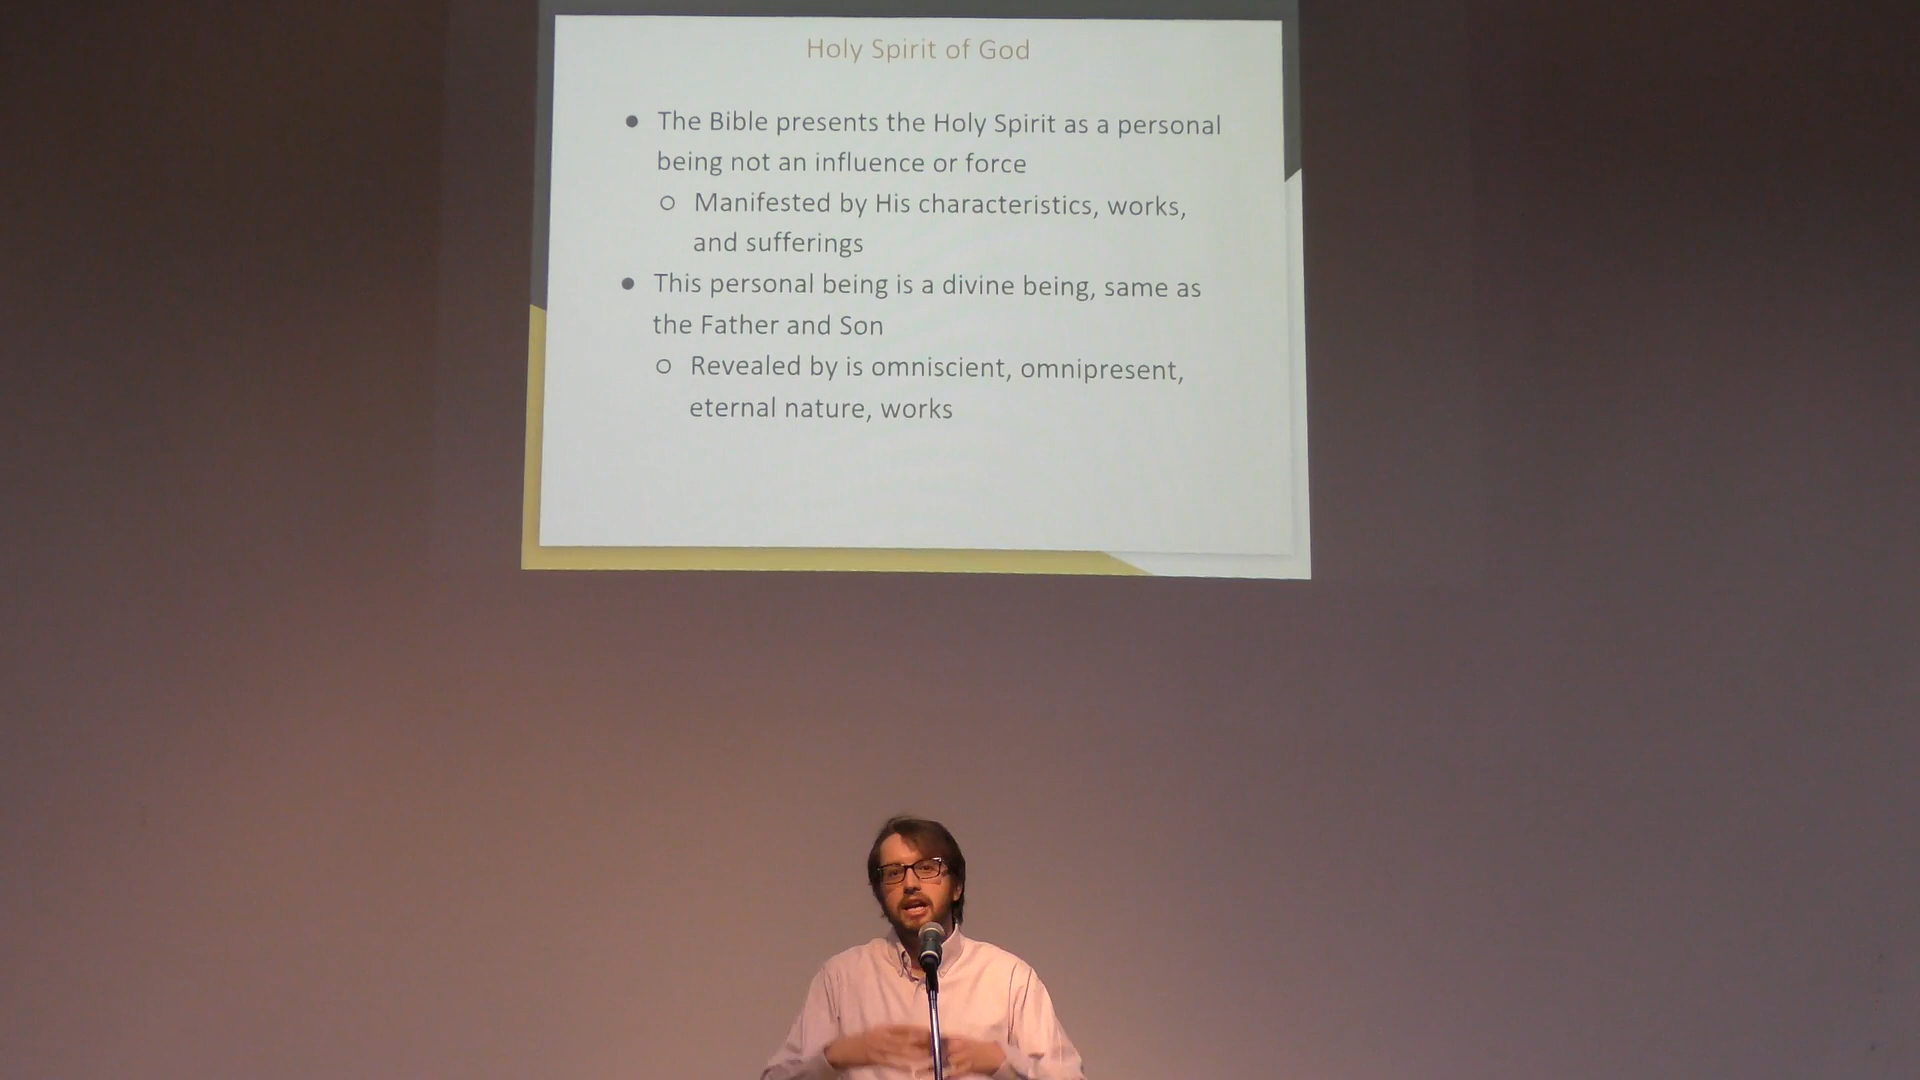 Holy Spirit of God
● The Bible presents the Holy Spirit as a personal
being not an influence or force
○ Manifested by His characteristics, works,
and sufferings
● This personal being is a divine being, same as
the Father and Son
○ Revealed by is omniscient, omnipresent,
eternal nature, works